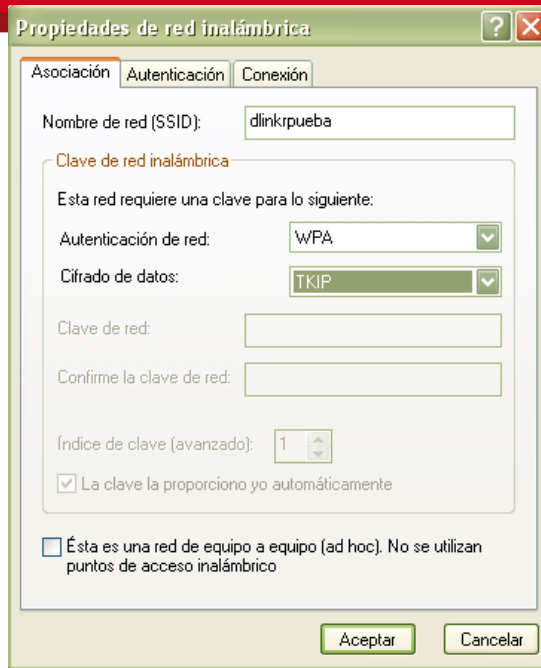 Propiedades de red inalámbrica
Asociación Autenticación Conexión
Nombre de red (SSID): dlinkrpueba
Clave de red inalámbrica
Esta red requiere una clave para lo siguiente:
Autenticación de red: WPA
Cifrado de datos: TKIP
Clave de red:
Confirme la clave de red:
Índice de clave (avanzado): 1
La clave la proporciono yo automáticamente
Ésta es una red de equipo a equipo (ad hoc). No se utilizan
puntos de acceso inalámbrico
Aceptar Cancelar